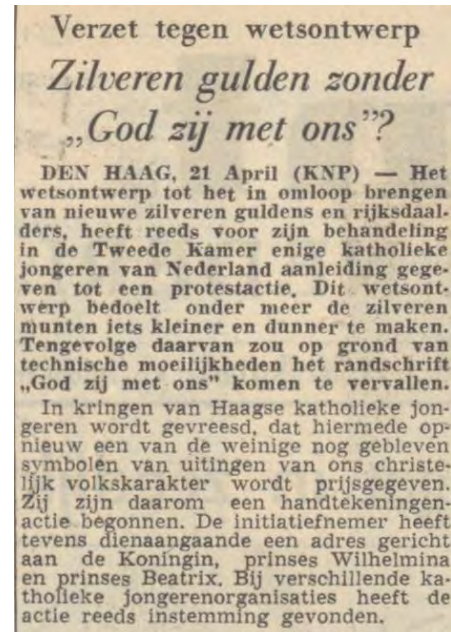 Verzet tegen wetsontwerp
Zilveren gulden zonder
„God zij met ons”?
DEN HAAG, 21 April (KNP) — Het
wetsontwerp tot het in omloop brengen
van nieuwe zilveren guldens en rijksdaal-
ders, heeft reeds voor zijn behandeling
in de Tweede Kamer enige katholieke
jongeren van Nederland aanleiding gege-
ven tot een protestactie. Dit wetsont-
werp bedoelt onder meer de zilveren
munten iets kleiner en dunner te maken.
Tengevolge daarvan zou op grond van
technische moeilijkheden het randschrift
„God zij met ons” komen te vervallen.
In kringen van Haagse katholieke jon-
geren wordt gevreesd, dat hiermede op-
nieuw een van de weinige nog gebleven
symbolen van uitingen van ons christe-
lijk volkskarakter wordt prijsgegeven.
Zij zijn daarom een handtekeningen-
actie begonnen. De initiatiefnemer heeft
tevens dienaangaande een adres gericht
aan de Koningin, prinses Wilhelmina
en prinses Beatrix. Bij verschillende ka-
tholieke jongerenorganisaties heeft de
actie reeds instemming gevonden.